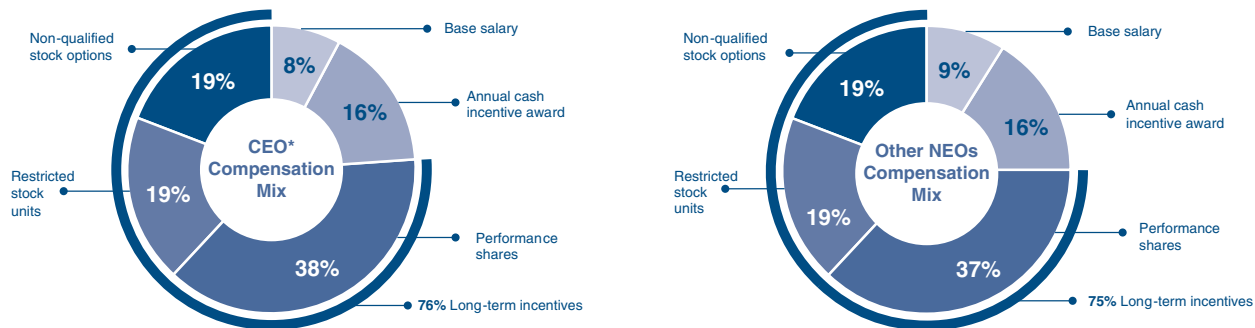 Non-qualified
stock options
Base salary
8%
19%
16%
Annual cash
incentive award
CEO*
Compensation
Mix
Restricted
stock
units
19%
Performance
shares
38%
76% Long-term incentives
Non-qualified
stock options
Base salary
9%
19%
16%
Annual cash
incentive award
Other NEOs
Compensation
Mix
Restricted
stock
units
19%
Performance
shares
37%
75% Long-term incentives